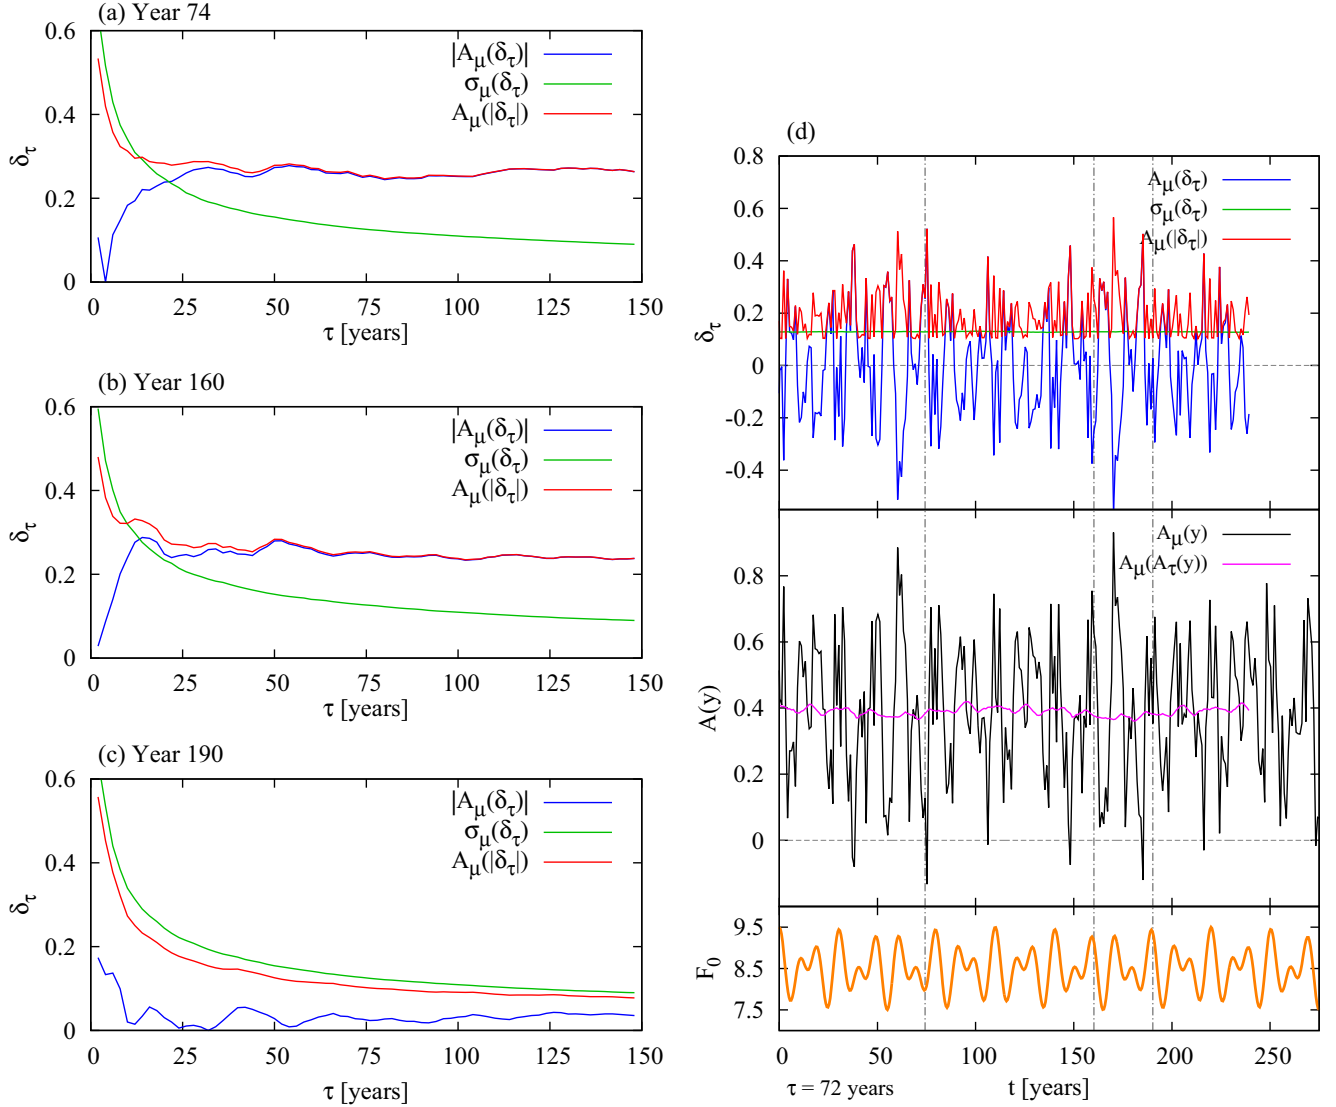 (a) Year 74
0.6
0.4
0.2
0
δτ
|Aμ(δτ)|
σμ(δτ)
Aμ(|δτ|)
0 25 50 75 100 125 150
τ [years]
(b) Year 160
0.6
0.4
0.2
0
δτ
|Aμ(δτ)|
σμ(δτ)
Aμ(|δτ|)
0 25 50 75 100 125 150
τ [years]
(c) Year 190
0.6
0.4
0.2
0
δτ
|Aμ(δτ)|
σμ(δτ)
Aμ(|δτ|)
0 25 50 75 100 125 150
τ [years]
(d)
0.8
0.6
0.4
0.2
0
-0.2
-0.4
δτ
Aμ(δτ)
σμ(δτ)
Aμ(|δτ|)
0.8
0.6
0.4
0.2
0
A(y)
Aμ(y)
Aμ(Aτ(y))
9.5
8.5
7.5
F0
0 50 100 150 200 250
τ = 72 years
t [years]